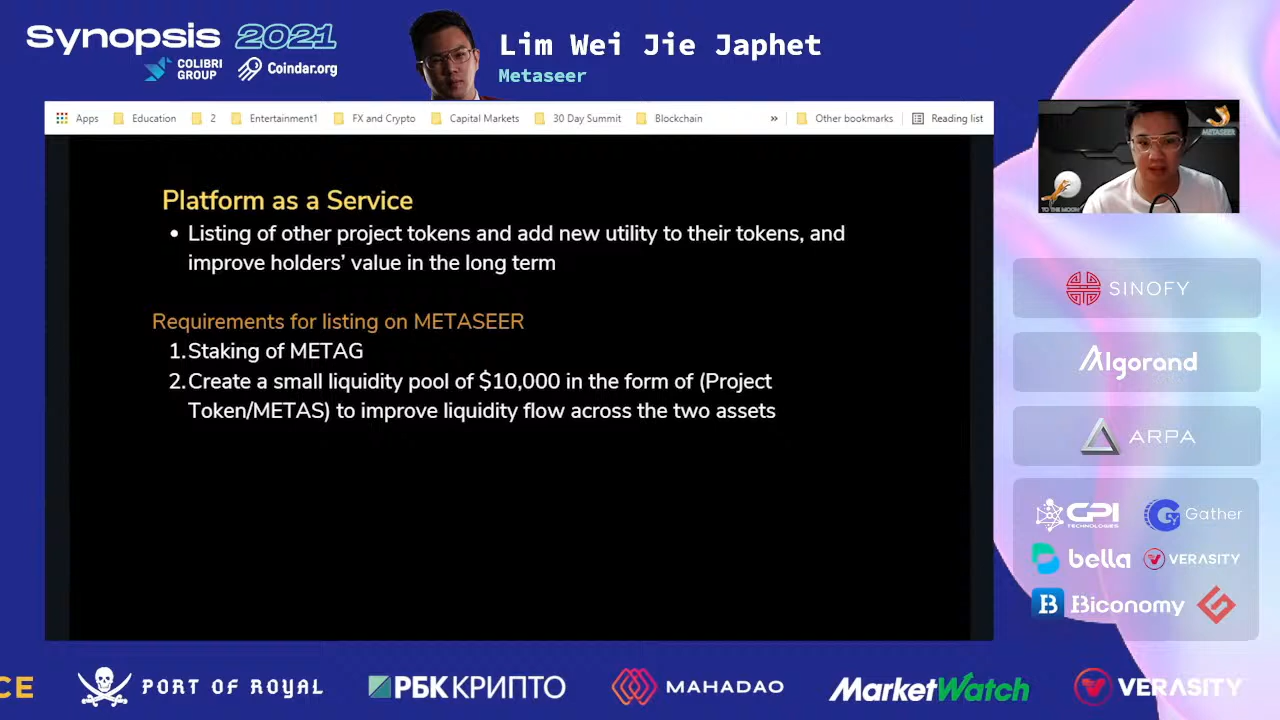 Synopsis 2021
COLIBRI
GROUP
Coindar.org
Lim Wei Jie Japhet
Metaseer
Apps
Education
2
Entertainment1
FX and Crypto
Capital Markets
30 Day Summit
Blockchain
»
Other bookmarks
Reading list
Platform as a Service
• Listing of other project tokens and add new utility to their tokens, and
improve holders' value in the long term
Requirements for listing on METASEER
1. Staking of METAG
2. Create a small liquidity pool of $10,000 in the form of (Project
Token/METAS) to improve liquidity flow across the two assets
METASEER
TO THE MOON
SINOFY
Algorand
ARPA
CPI
TECHNOLOGIES
Gather
bella
VERASITY
Biconomy
CE
PORT OF ROYAL
РБК КРИПТО
MAHADAO
MarketWatch
VERASITY